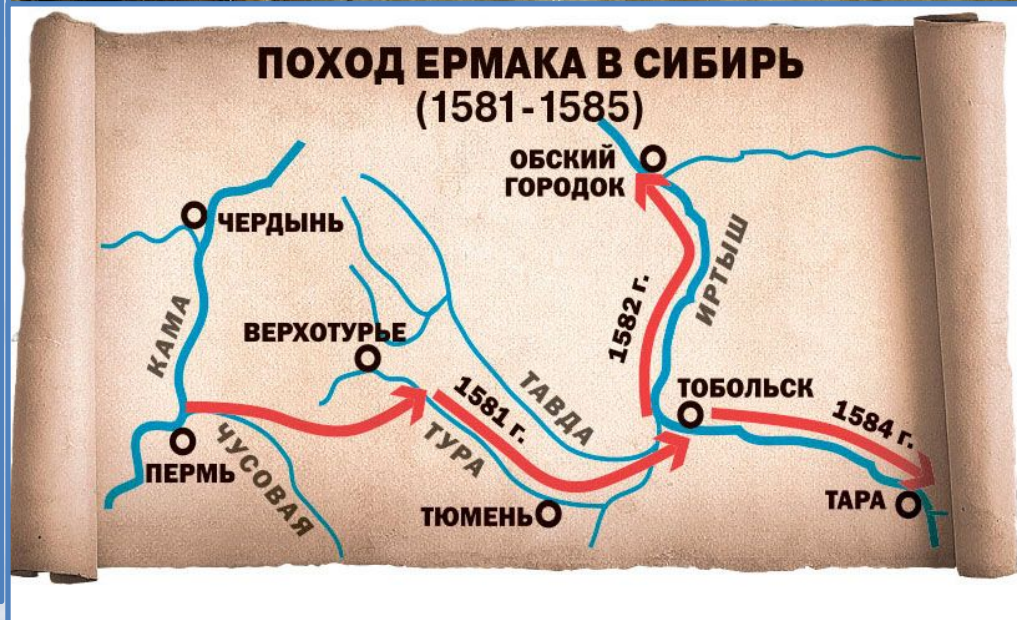 ПОХОД ЕРМАКА В СИБИРЬ
(1581-1585)
ОБСКИЙ
ГОРОДОК
ЧЕРДЫНЬ
ИРТЫШ
КАМА
1582 г.
ВЕРХОТУРЬЕ
ТАВДА
ТОБОЛЬСК
1581 г.
1584 г.
ЧУСОВАЯ
ТУРА
ПЕРМЬ
ТЮМЕНЬ
ТАРА